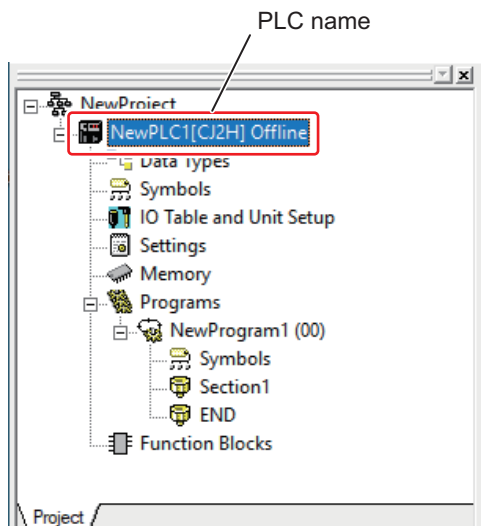 PLC name
NewProject
NewPLC1[CJ2H] Offline
Data Types
Symbols
IO Table and Unit Setup
Settings
Memory
Programs
NewProgram1 (00)
Symbols
Section1
END
Function Blocks
Project